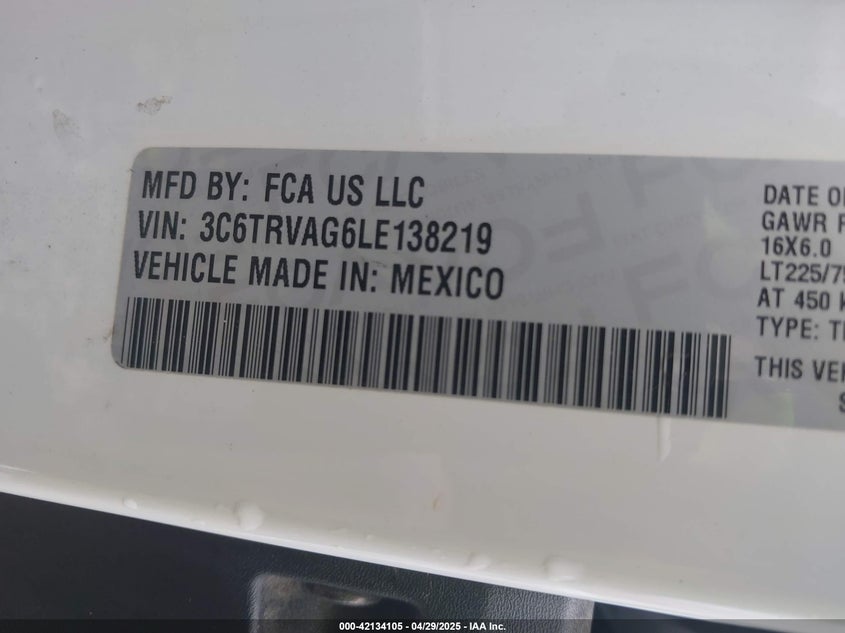 MFD BY: FCA US LLC
VIN: 3C6TRVAG6LE138219
VEHICLE MADE IN: MEXICO
DATE O
GAWR
16X6.0
LT225/7
AT 450
TYPE: T
THIS VE
000-42134105 - 04/29/2025 - IAA Inc.